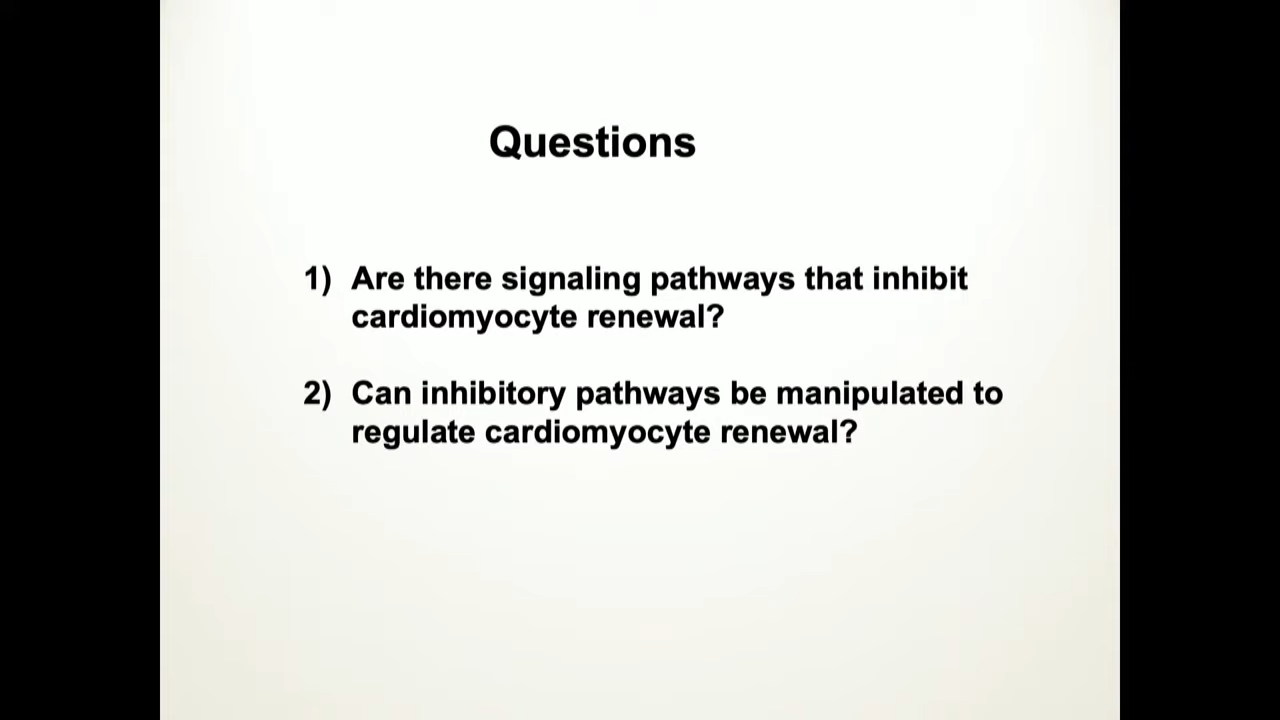 Questions
1) Are there signaling pathways that inhibit
cardiomyocyte renewal?
2) Can inhibitory pathways be manipulated to
regulate cardiomyocyte renewal?